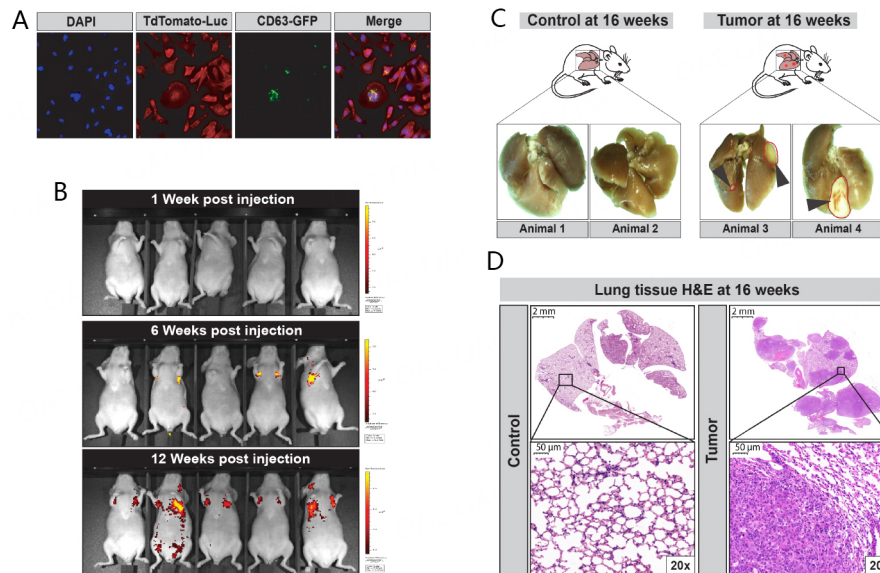 A
DAPI
TdTomato-Luc
CD63-GFP
Merge
B
1 Week post injection
6 Weeks post injection
12 Weeks post injection
C
Control at 16 weeks
Tumor at 16 weeks
Animal 1
Animal 2
Animal 3
Animal 4
D
Lung tissue H&E at 16 weeks
Control
2 mm
50 µm
20x
Tumor
2 mm
50 µm
20